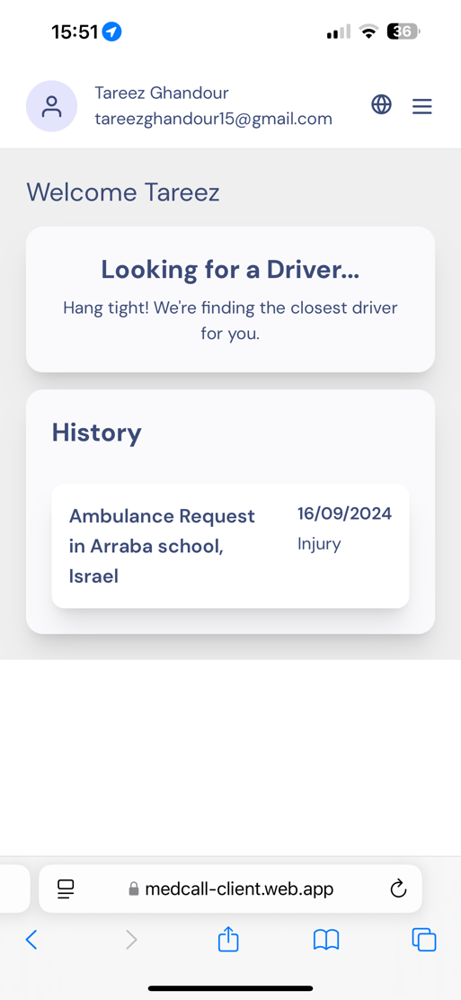 15:51
36
Tareez Ghandour
tareezghandour15@gmail.com
Welcome Tareez
Looking for a Driver...
Hang tight! We're finding the closest driver
for you.
History
Ambulance Request
in Arraba school,
Israel
16/09/2024
Injury
medcall-client.web.app